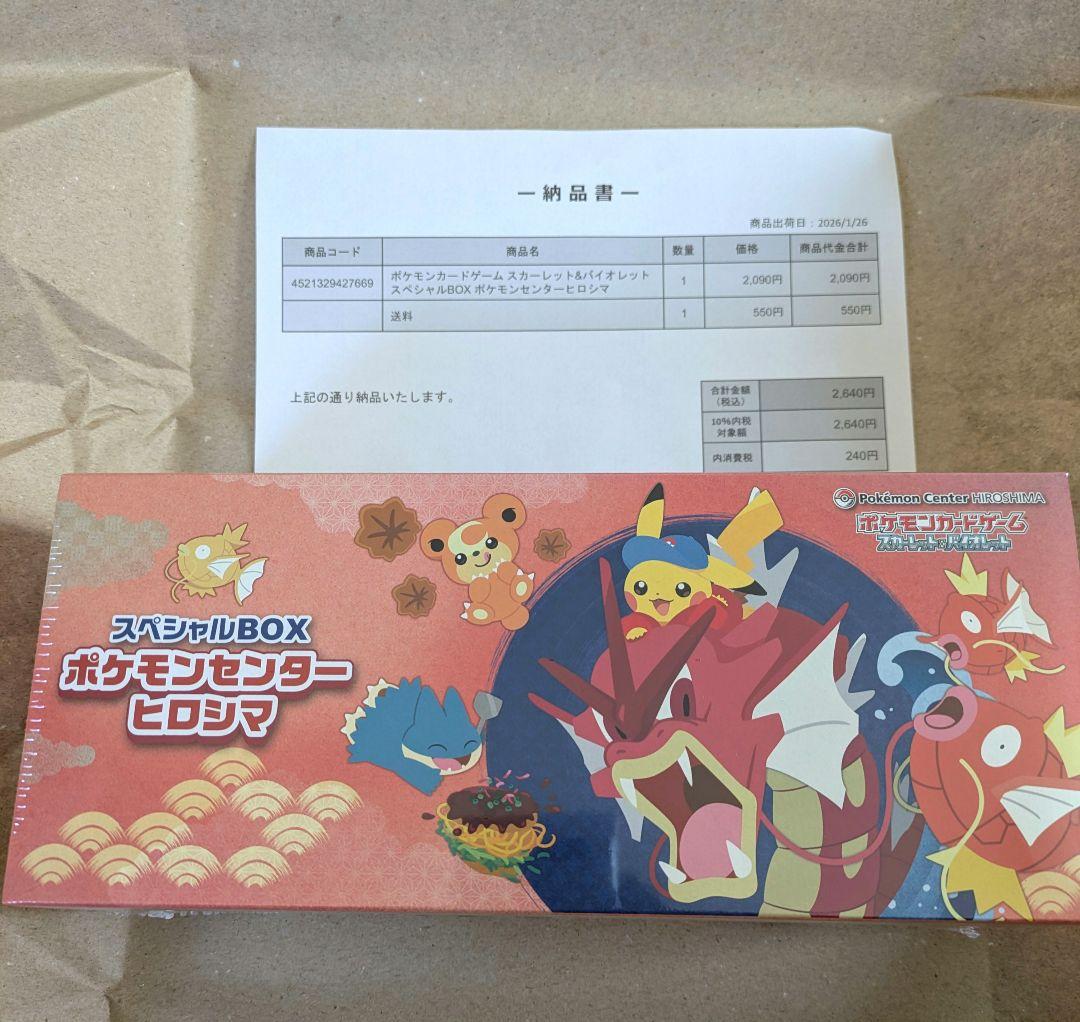 ー納品書ー
商品出荷日：2026/1/26
商品コード 商品名 数量 価格 商品代金合計
4521329427669 ポケモンカードゲーム スカーレット&バイオレット 1 2,090円 2,090円
スペシャルBOX ポケモンセンターヒロシマ
送料 1 550円 550円
上記の通り納品いたします。
合計金額 2,640円
（税込）
10%内税 2,640円
対象額
内消費税 240円
Pokémon Center HIROSHIMA
ポケモンカードゲーム
スカーレット&バイオレット
スペシャルBOX
ポケモンセンター
ヒロシマ